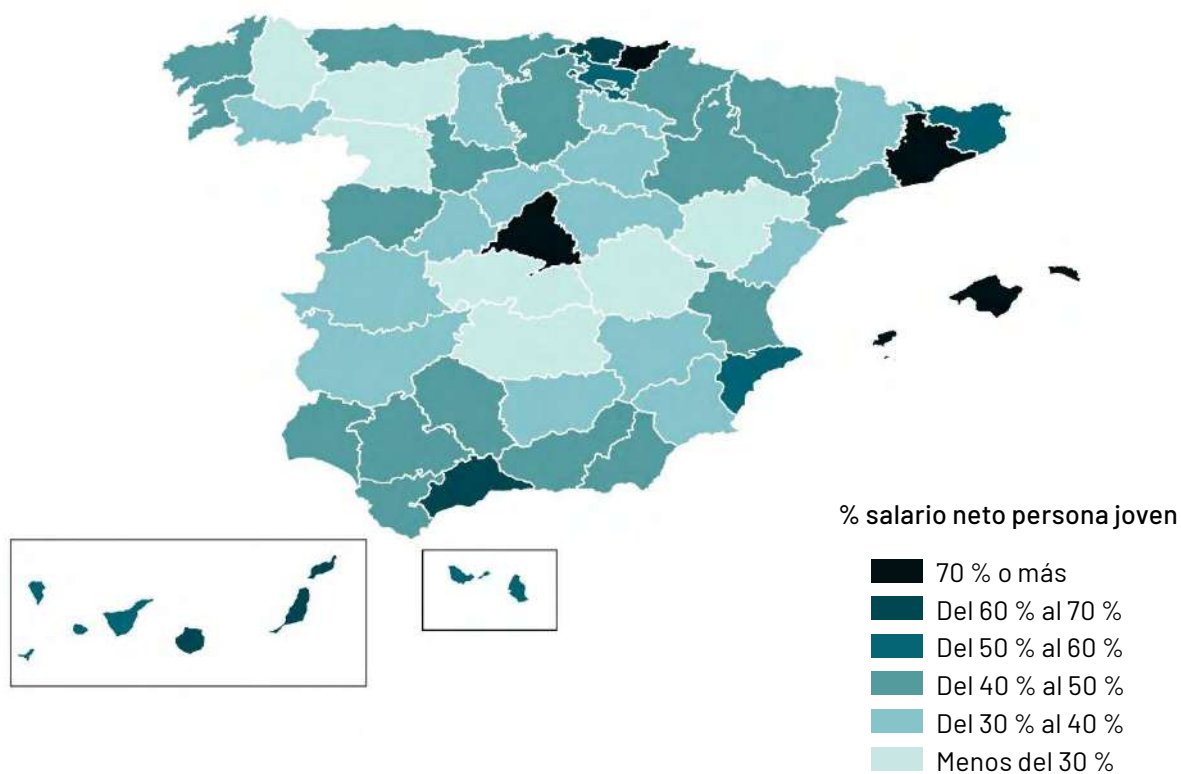 % salario neto persona joven
70 % o más
Del 60 % al 70 %
Del 50 % al 60 %
Del 40 % al 50 %
Del 30 % al 40 %
Menos del 30 %